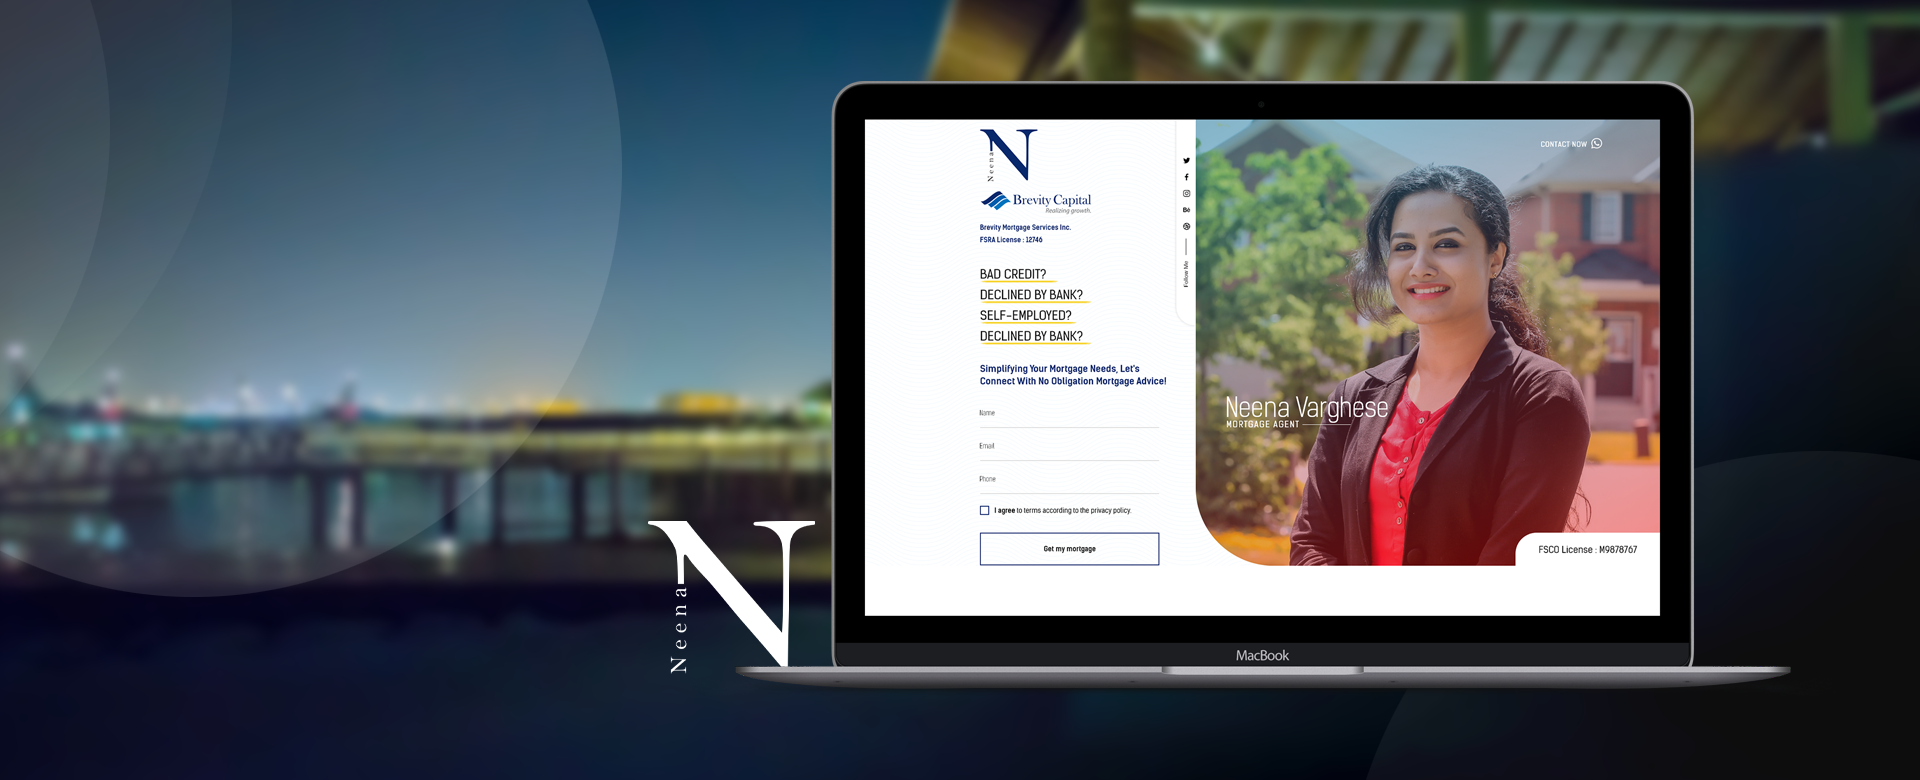 N
Neena
Brevity Capital
Realizing growth.
Brevity Mortgage Services Inc.
FSRA License : 12746
BAD CREDIT?
DECLINED BY BANK?
SELF-EMPLOYED?
DECLINED BY BANK?
Simplifying Your Mortgage Needs, Let's
Connect With No Obligation Mortgage Advice!
Name
Email
Phone
I agree to terms according to the privacy policy.
Get my mortgage
Bē
Follow Me
CONTACT NOW
Neena Varghese
MORTGAGE AGENT
FSCO License : M9878767
N
Neena
MacBook